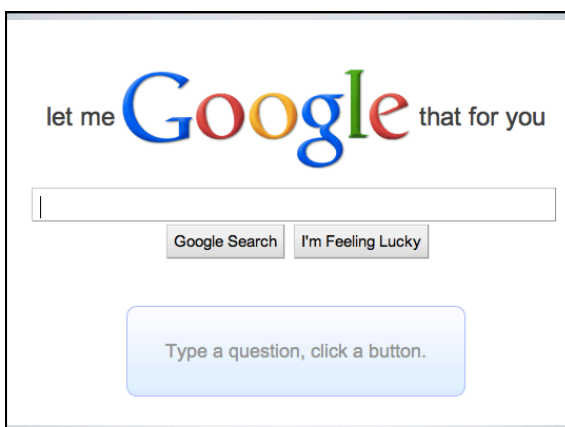 let me Google that for you
Google Search I'm Feeling Lucky
Type a question, click a button.